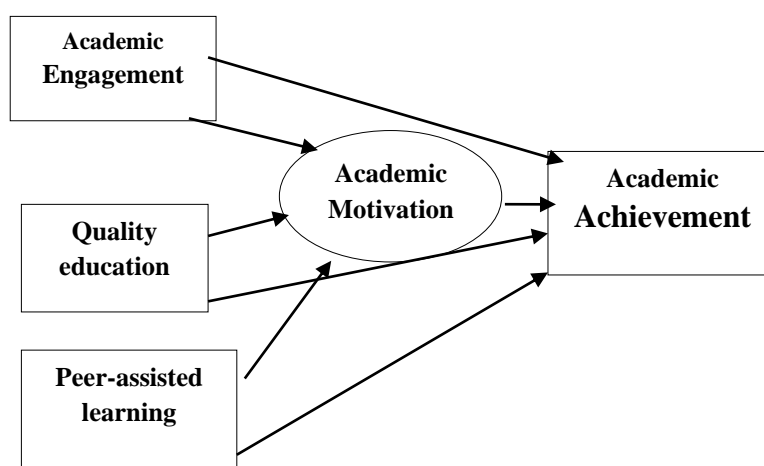 Academic
Engagement
Academic
Motivation
Academic
Achievement
Quality
education
Peer-assisted
learning